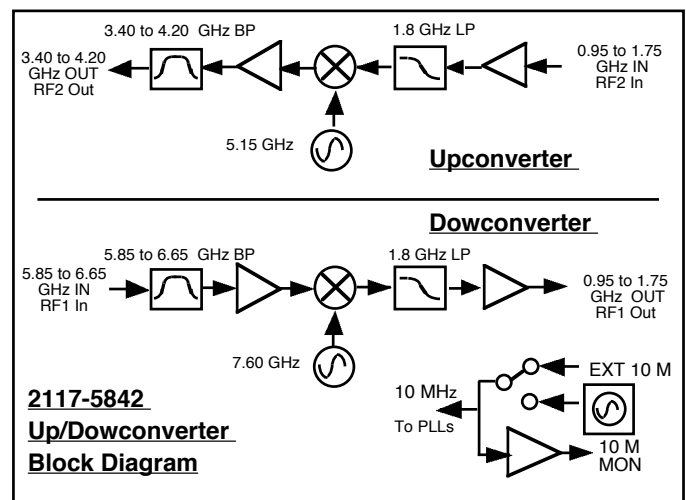 3.40 to 4.20 GHz BP
1.8 GHz LP
3.40 to 4.20
GHz OUT
RF2 Out
0.95 to 1.75
GHz IN
RF2 In
5.15 GHz
Upconverter
Dowconverter
5.85 to 6.65 GHz BP
1.8 GHz LP
5.85 to 6.65
GHz IN
RF1 In
0.95 to 1.75
GHz OUT
RF1 Out
7.60 GHz
EXT 10 M
10 MHz
To PLLs
10 M
MON
2117-5842
Up/Dowconverter
Block Diagram